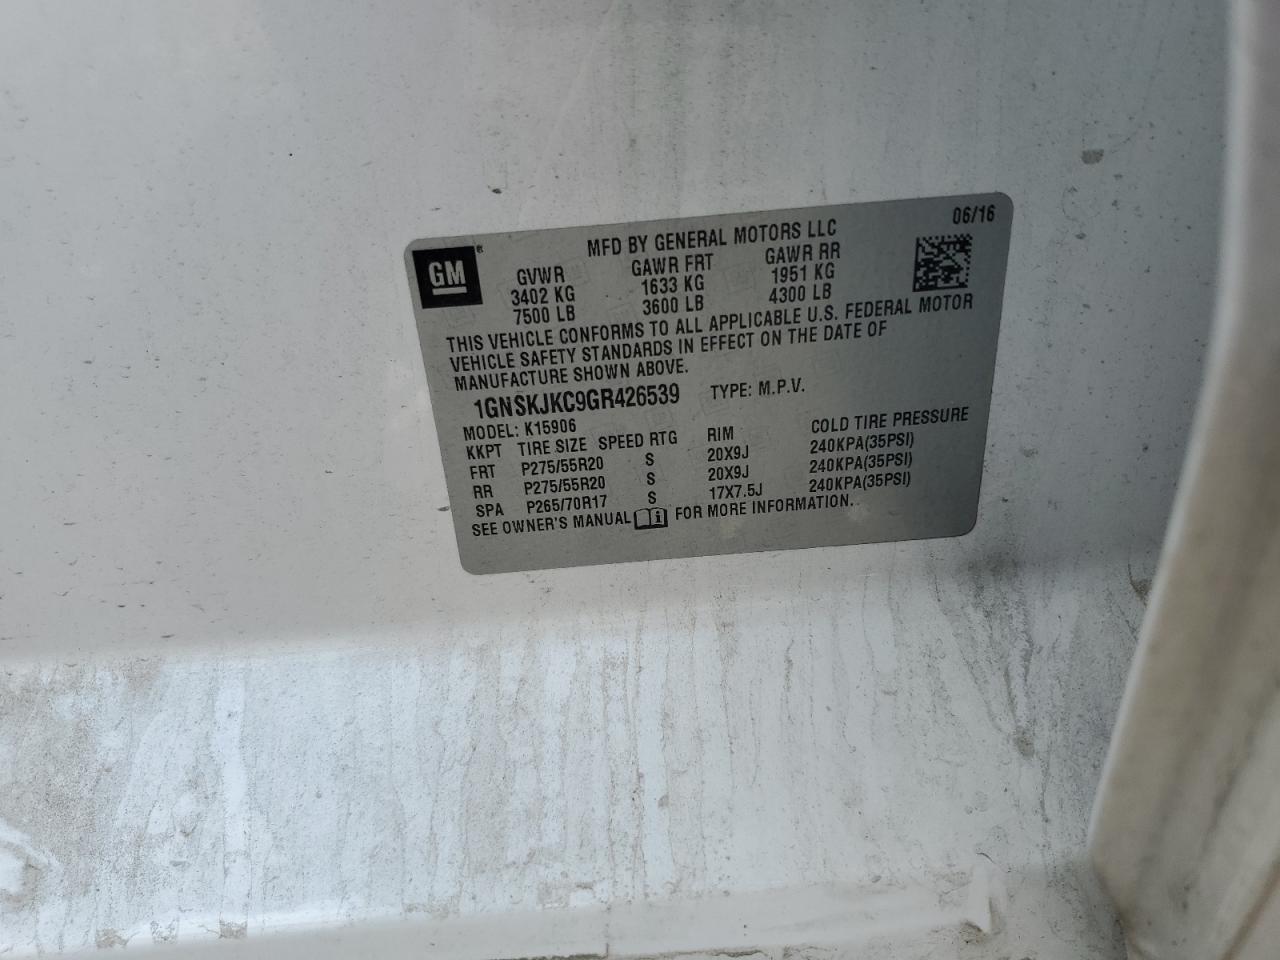 06/16
GM®
MFD BY GENERAL MOTORS LLC
GVWR GAWR FRT GAWR RR
3402 KG 1633 KG 1951 KG
7500 LB 3600 LB 4300 LB
THIS VEHICLE CONFORMS TO ALL APPLICABLE U.S. FEDERAL MOTOR
VEHICLE SAFETY STANDARDS IN EFFECT ON THE DATE OF
MANUFACTURE SHOWN ABOVE.
1GNSKJKC9GR426539 TYPE: M.P.V.
MODEL: K15906
KKPT TIRE SIZE SPEED RTG RIM COLD TIRE PRESSURE
FRT P275/55R20 S 20X9J 240KPA(35PSI)
RR P275/55R20 S 20X9J 240KPA(35PSI)
SPA P265/70R17 S 17X7.5J 240KPA(35PSI)
SEE OWNER'S MANUAL FOR MORE INFORMATION.